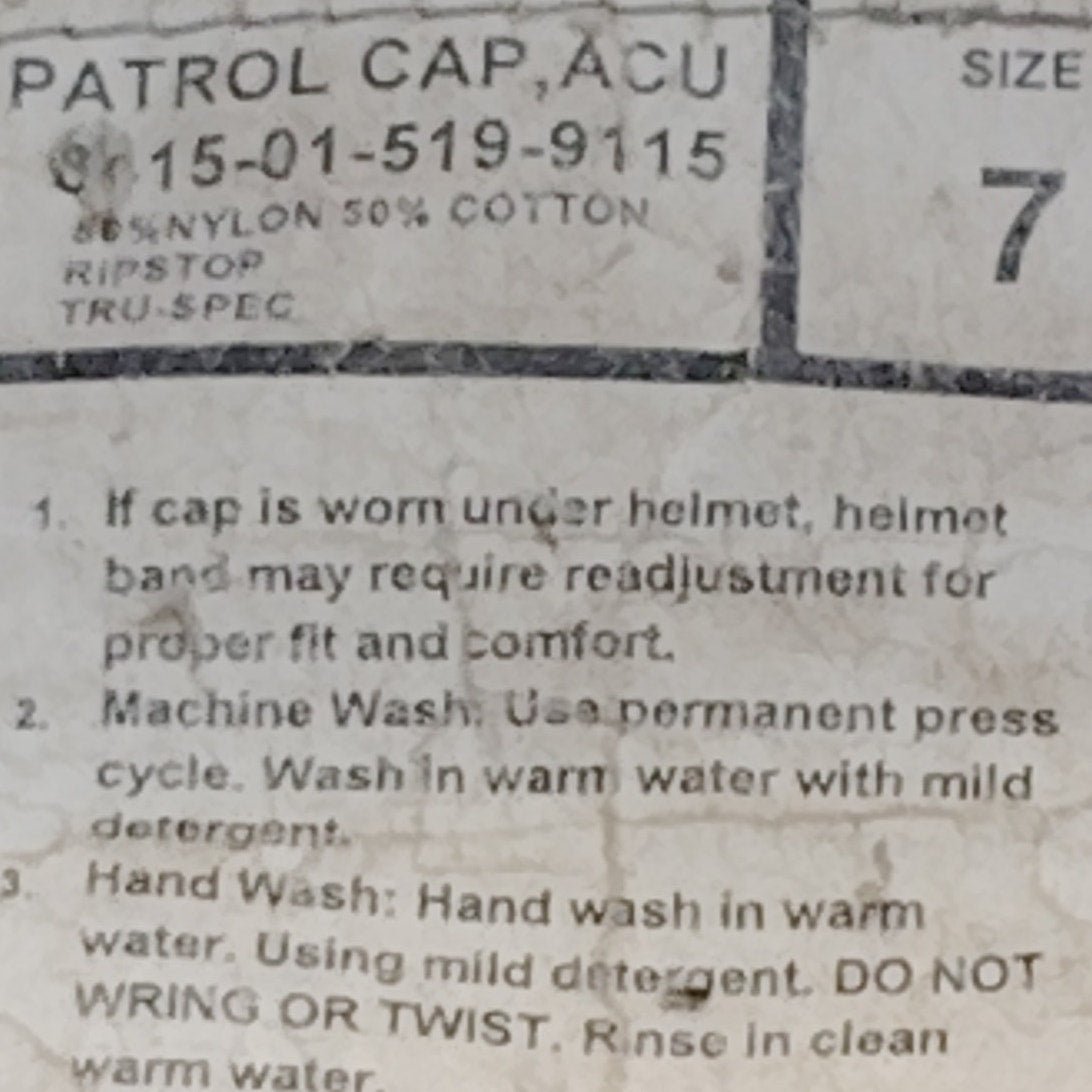 PATROL CAP, ACU
15-01-519-9115
50% NYLON 50% COTTON
RIPSTOP
TRU-SPEC
SIZE
7
1. If cap is worn under helmet, helmet
band may require readjustment for
proper fit and comfort.
2. Machine Wash: Use permanent press
cycle. Wash in warm water with mild
detergent.
3. Hand Wash: Hand wash in warm
water. Using mild detergent. DO NOT
WRING OR TWIST. Rinse in clean
warm water.